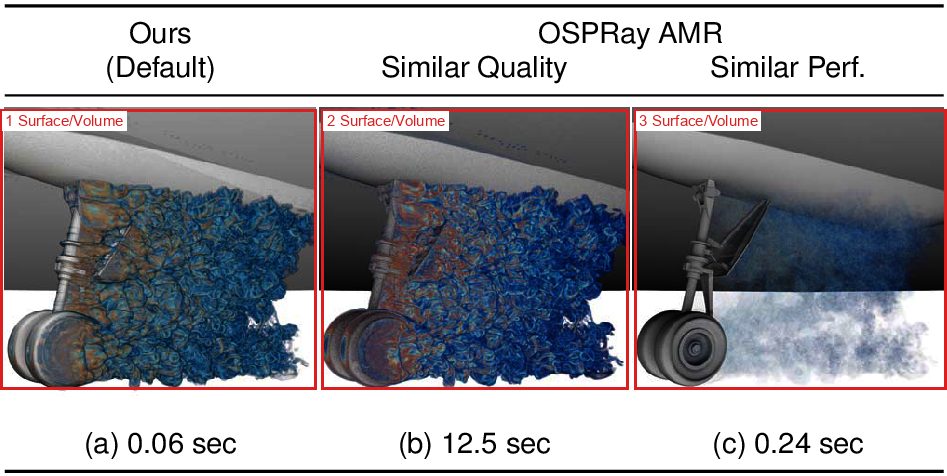 Ours
(Default)
OSPRay AMR
Similar Quality
Similar Perf.
1 Surface/Volume
2 Surface/Volume
3 Surface/Volume
(a) 0.06 sec
(b) 12.5 sec
(c) 0.24 sec